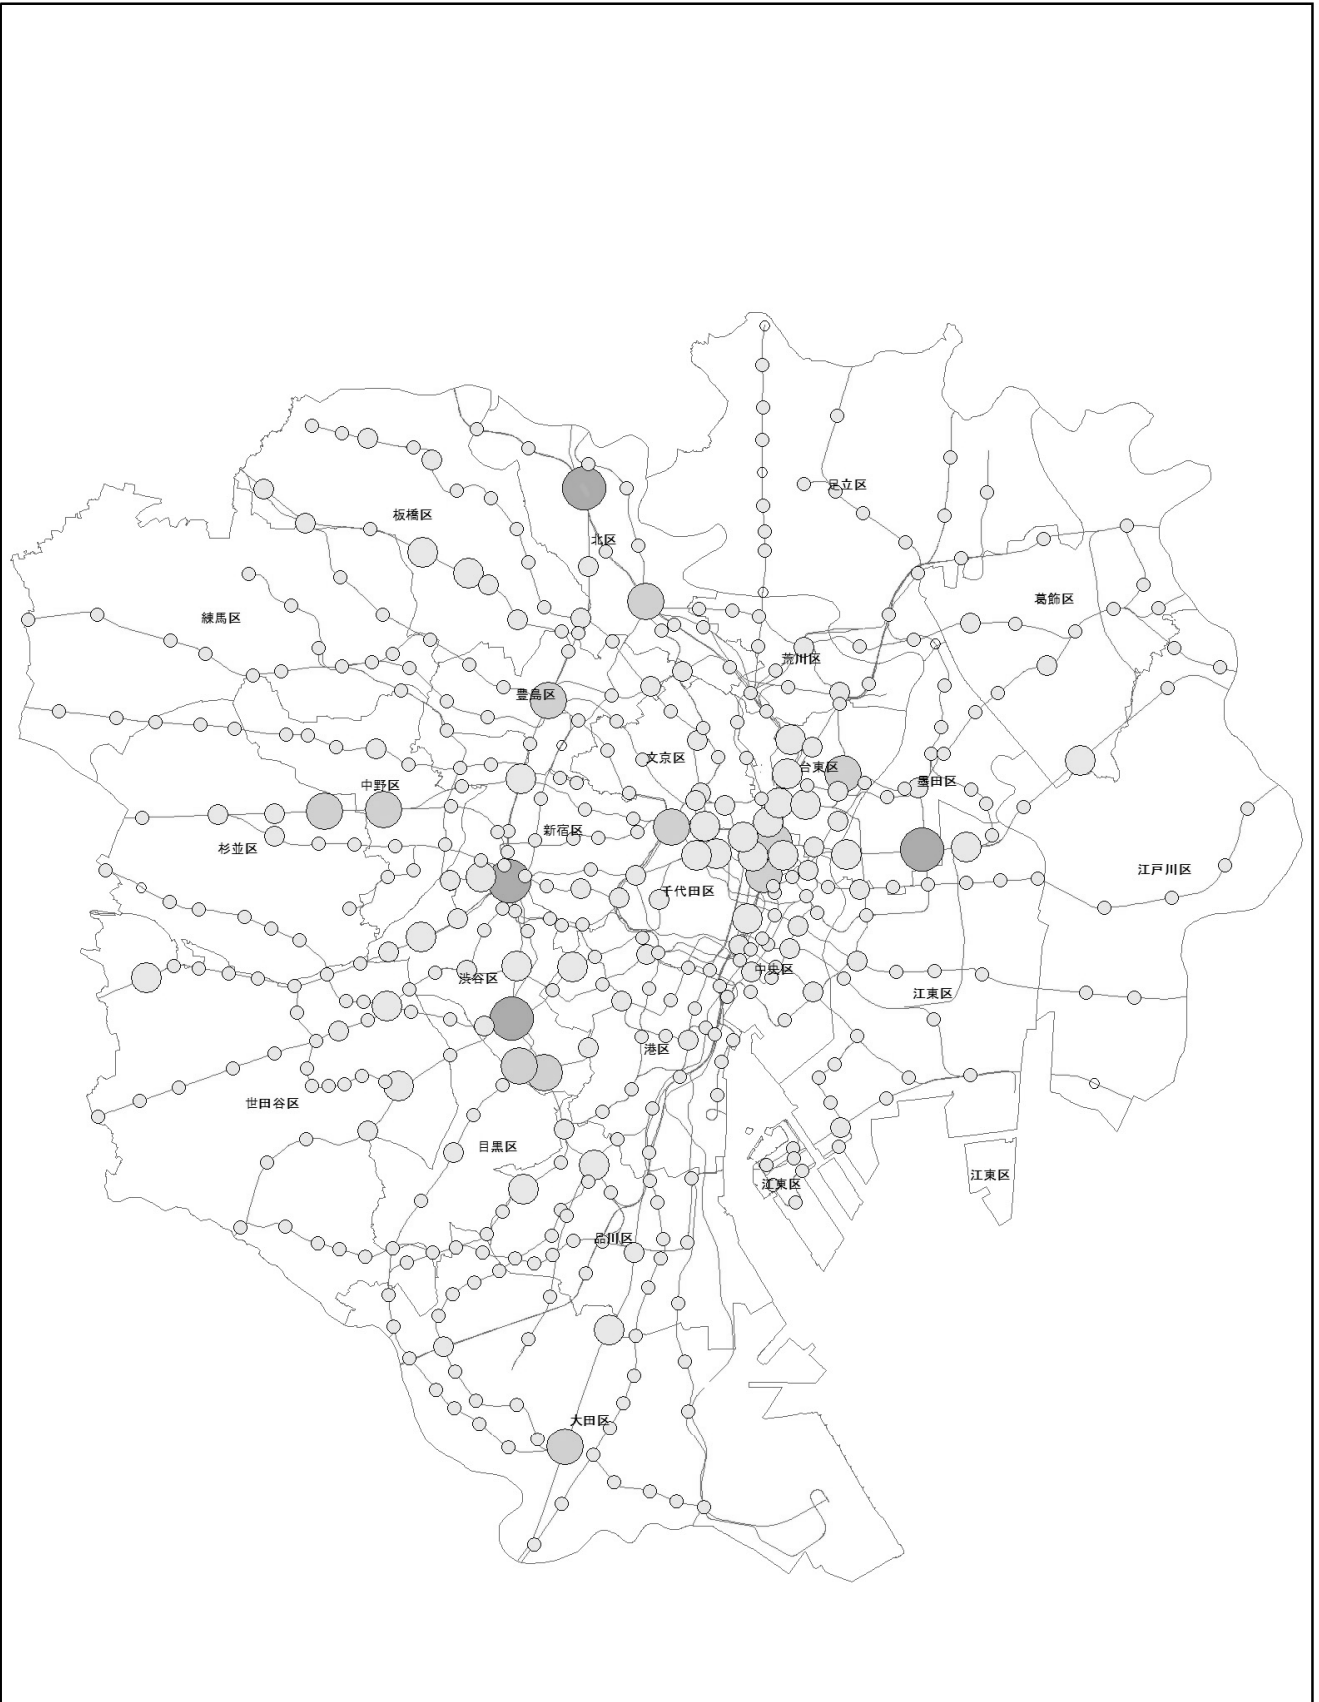 足立区
板橋区
北区
葛飾区
練馬区
荒川区
豊島区
文京区
台東区
墨田区
中野区
新宿区
杉並区
江戸川区
千代田区
中央区
渋谷区
江東区
港区
世田谷区
目黒区
江東区
江東区
品川区
大田区